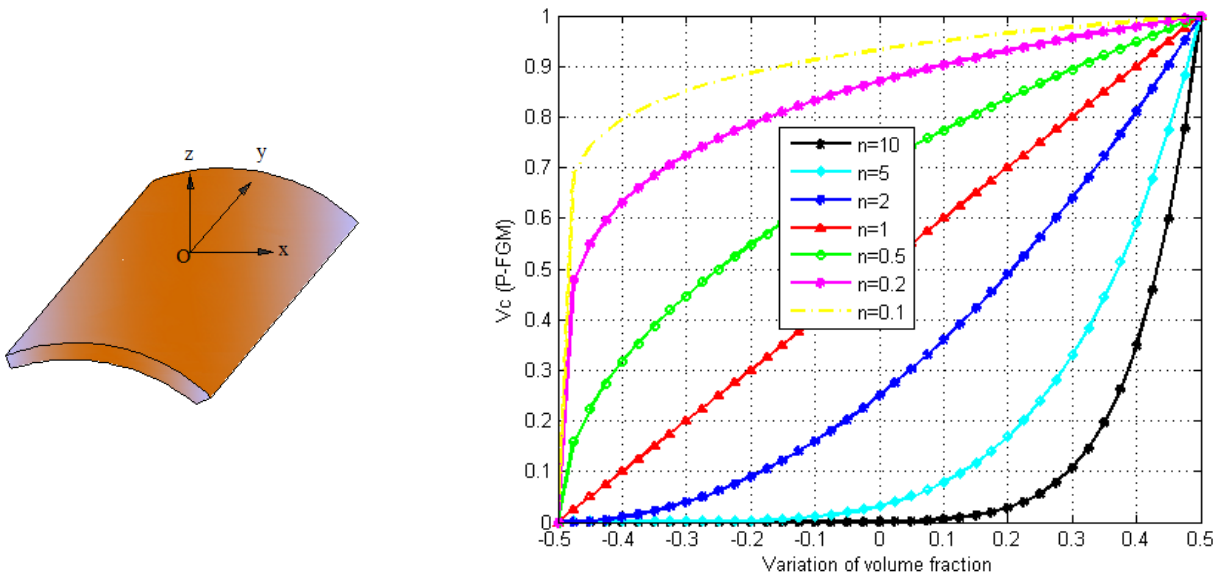 z
y
O
x
Vc (P-FGM)
1
0.9
0.8
0.7
0.6
0.5
0.4
0.3
0.2
0.1
0
n=10
n=5
n=2
n=1
n=0.5
n=0.2
n=0.1
-0.5 -0.4 -0.3 -0.2 -0.1 0 0.1 0.2 0.3 0.4 0.5
Variation of volume fraction